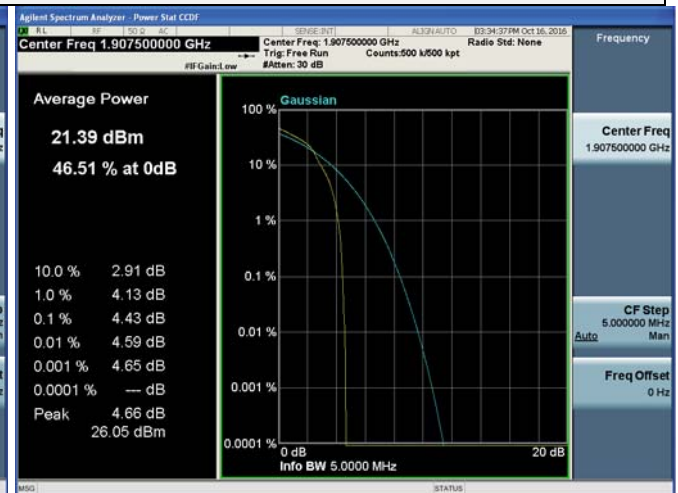 Agilent Spectrum Analyzer - Power Stat CCDF
RL RF 50 Ω AC SENSE:INT ALIGN AUTO 03:34:37 PM Oct 16, 2016
Center Freq 1.907500000 GHz
Center Freq: 1.907500000 GHz Radio Std: None
Trig: Free Run Counts:500 k/500 kpt
#IFGain:Low #Atten: 30 dB
Frequency
Average Power
21.39 dBm
46.51 % at 0dB
10.0 % 2.91 dB
1.0 % 4.13 dB
0.1 % 4.43 dB
0.01 % 4.59 dB
0.001 % 4.65 dB
0.0001 % --- dB
Peak 4.66 dB
26.05 dBm
Gaussian
100 %
10 %
1 %
0.1 %
0.01 %
0.001 %
0.0001 %
0 dB 20 dB
Info BW 5.0000 MHz
Center Freq
1.907500000 GHz
CF Step
5.000000 MHz
Auto Man
Freq Offset
0 Hz
MSG STATUS